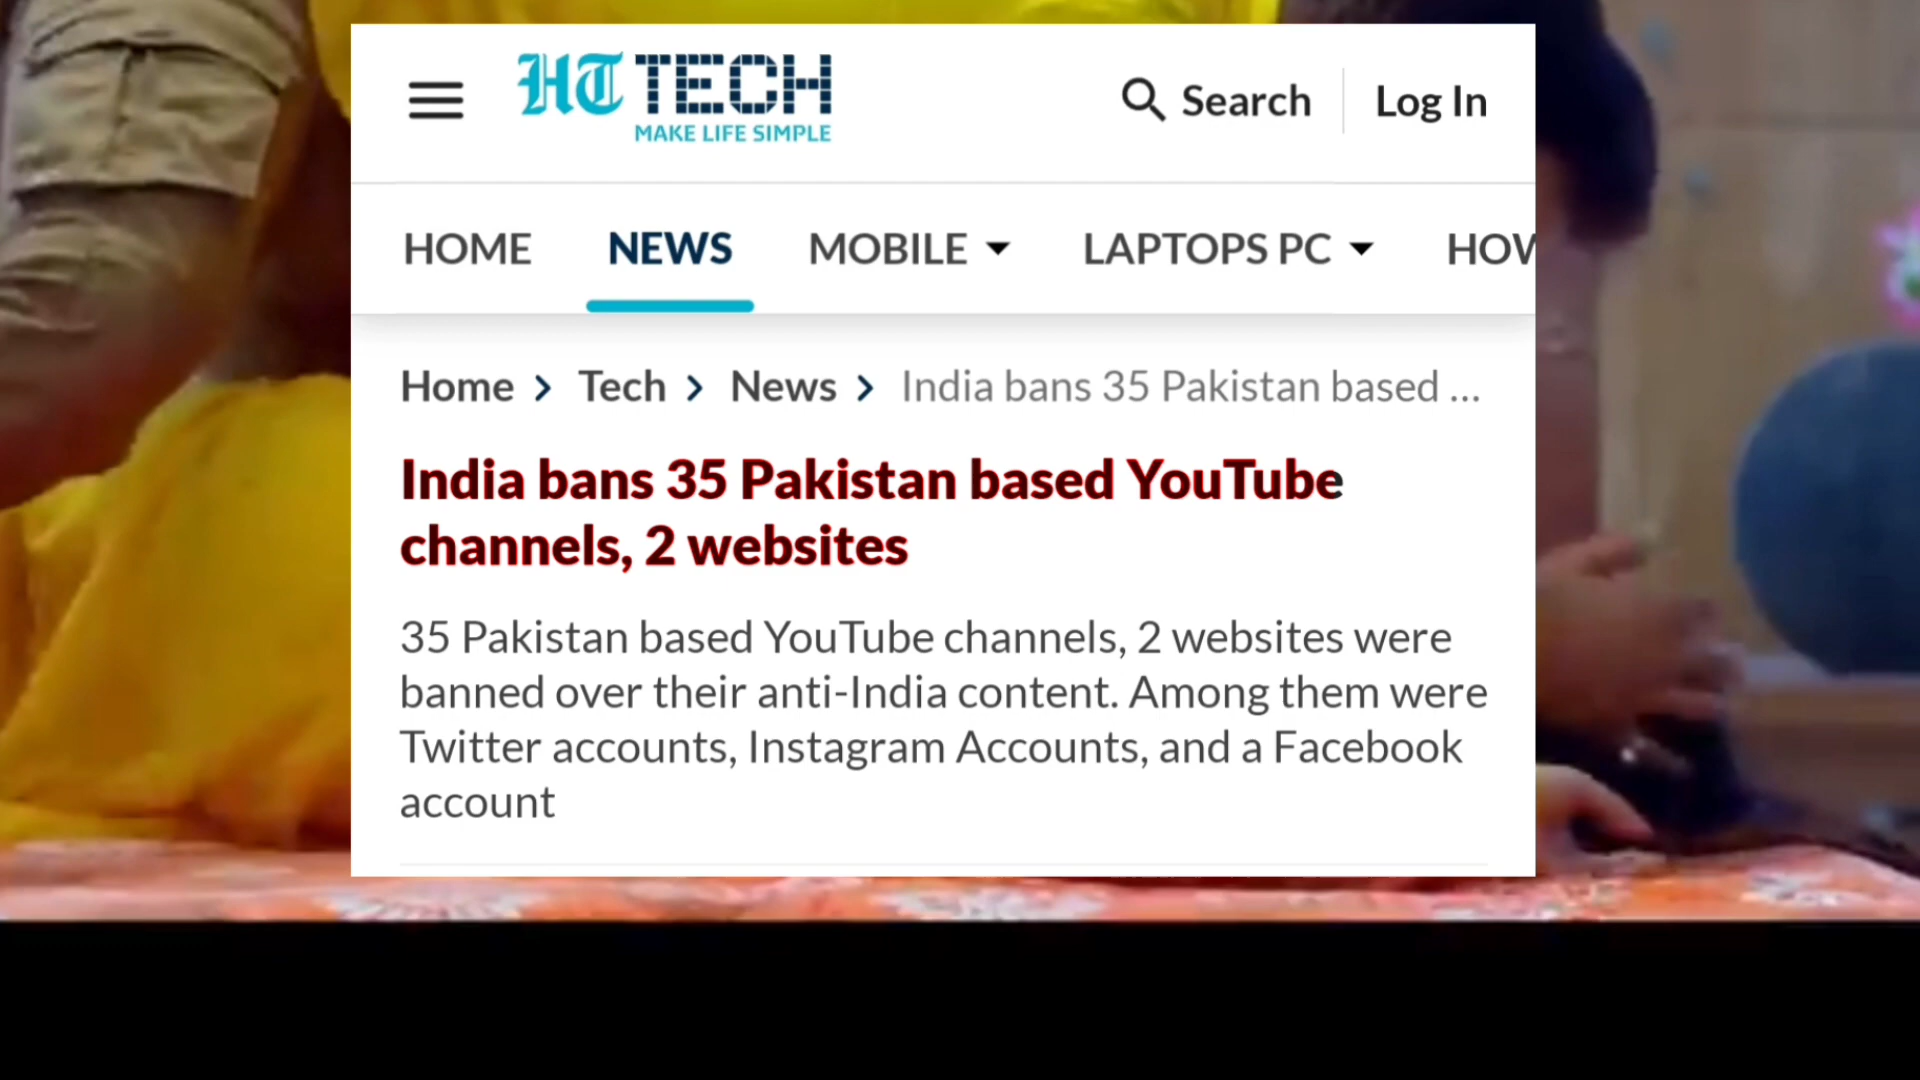 HT TECH
MAKE LIFE SIMPLE
Search
Log In
HOME NEWS MOBILE LAPTOPS PC HOW
Home > Tech > News > India bans 35 Pakistan based ...
India bans 35 Pakistan based YouTube
channels, 2 websites
35 Pakistan based YouTube channels, 2 websites were
banned over their anti-India content. Among them were
Twitter accounts, Instagram Accounts, and a Facebook
account